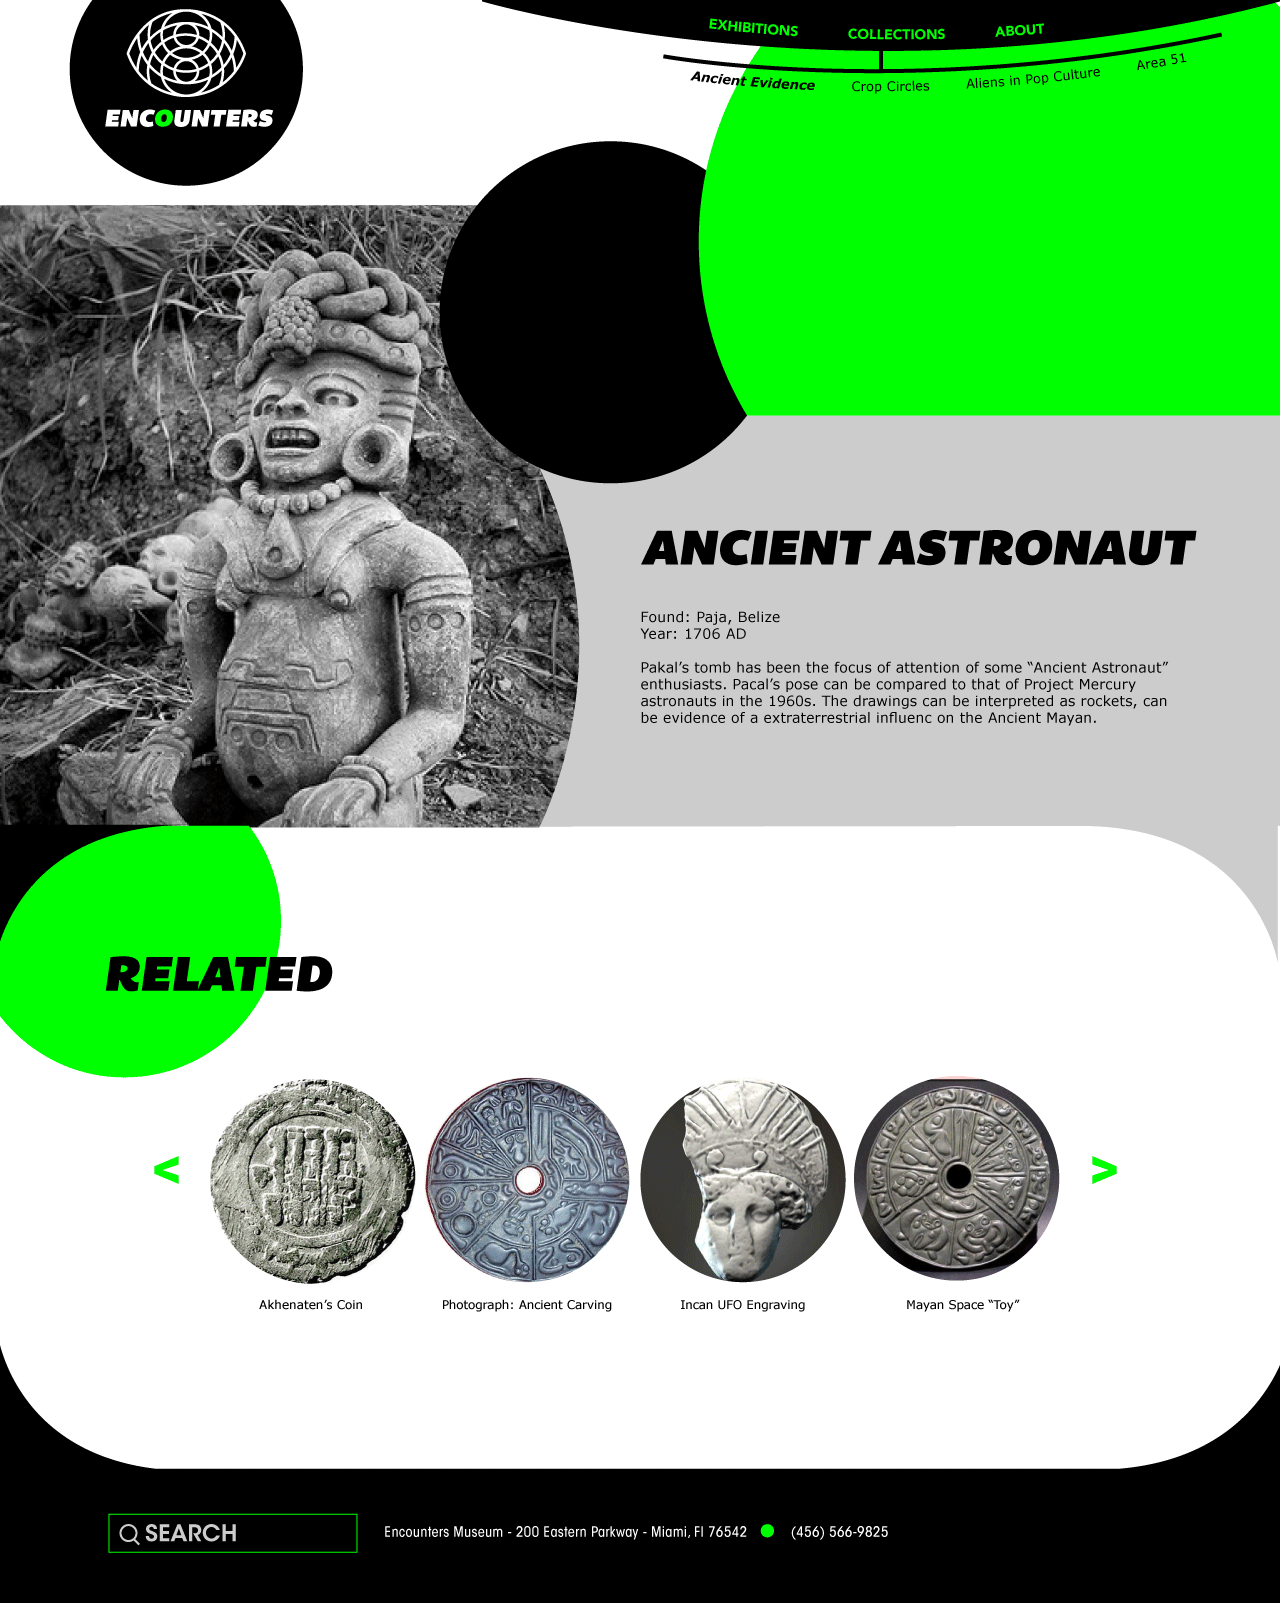 ENCOUNTERS
EXHIBITIONS
COLLECTIONS
ABOUT
Ancient Evidence
Crop Circles
Aliens in Pop Culture
Area 51
ANCIENT ASTRONAUT
Found: Paja, Belize
Year: 1706 AD
Pakal’s tomb has been the focus of attention of some “Ancient Astronaut”
enthusiasts. Pacal’s pose can be compared to that of Project Mercury
astronauts in the 1960s. The drawings can be interpreted as rockets, can
be evidence of a extraterrestrial influenc on the Ancient Mayan.
RELATED
<
>
Akhenaten’s Coin
Photograph: Ancient Carving
Incan UFO Engraving
Mayan Space “Toy”
SEARCH
Encounters Museum - 200 Eastern Parkway - Miami, Fl 76542
(456) 566-9825